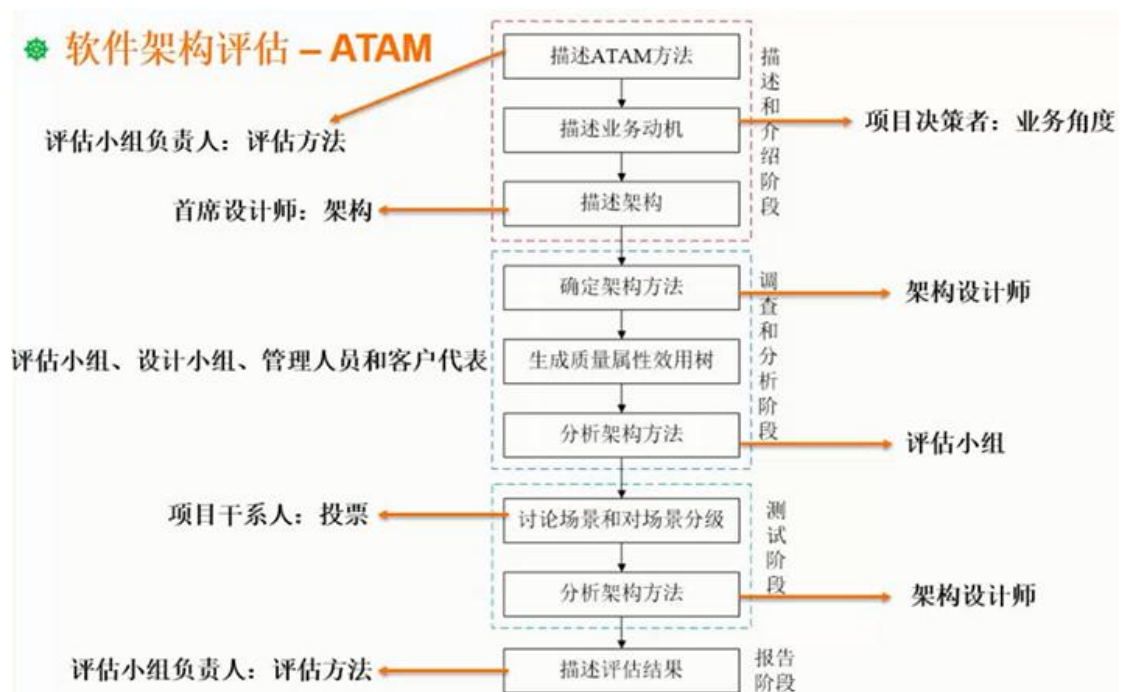 软件架构评估 – ATAM
描述ATAM方法
描述和介绍阶段
评估小组负责人：评估方法
描述业务动机
项目决策者：业务角度
首席设计师：架构
描述架构
确定架构方法
调查和分析阶段
架构设计师
评估小组、设计小组、管理人员和客户代表
生成质量属性效用树
分析架构方法
评估小组
项目干系人：投票
讨论场景和对场景分级
测试阶段
分析架构方法
架构设计师
评估小组负责人：评估方法
描述评估结果
报告
阶段